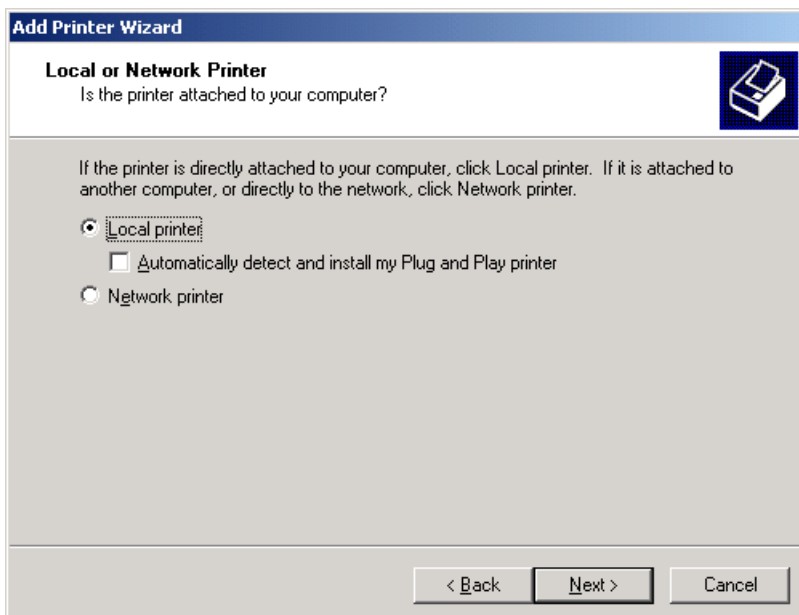 Add Printer Wizard
Local or Network Printer
Is the printer attached to your computer?
If the printer is directly attached to your computer, click Local printer.  If it is attached to
another computer, or directly to the network, click Network printer.
Local printer
Automatically detect and install my Plug and Play printer
Network printer
< Back
Next >
Cancel